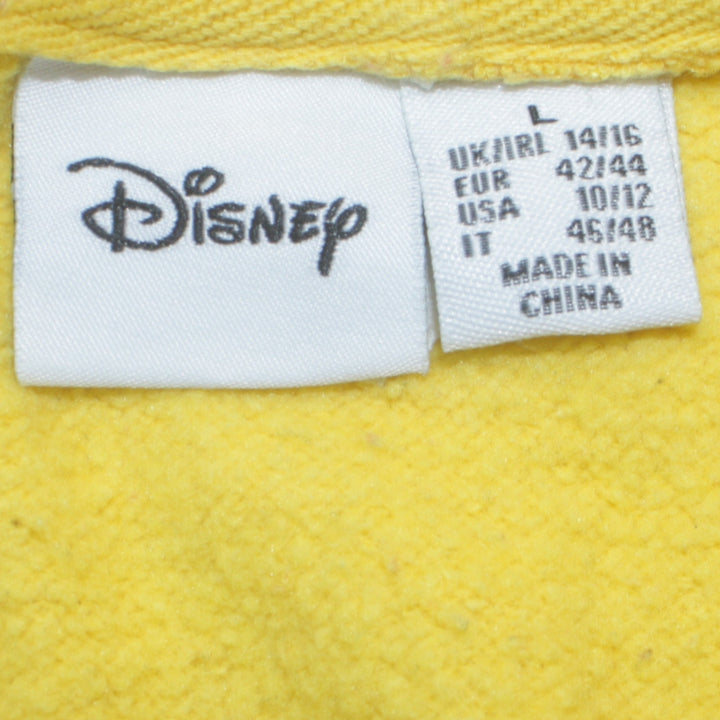 Disney
L
UK/IRL 14/16
EUR 42/44
USA 10/12
IT 46/48
MADE IN
CHINA